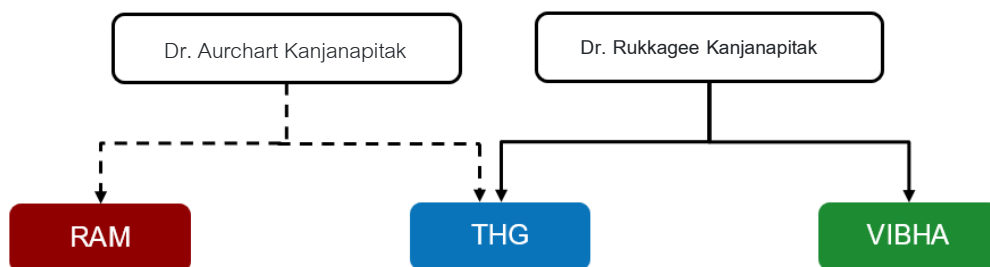 Dr. Aurchart Kanjanapitak
Dr. Rukkagee Kanjanapitak
RAM
THG
VIBHA